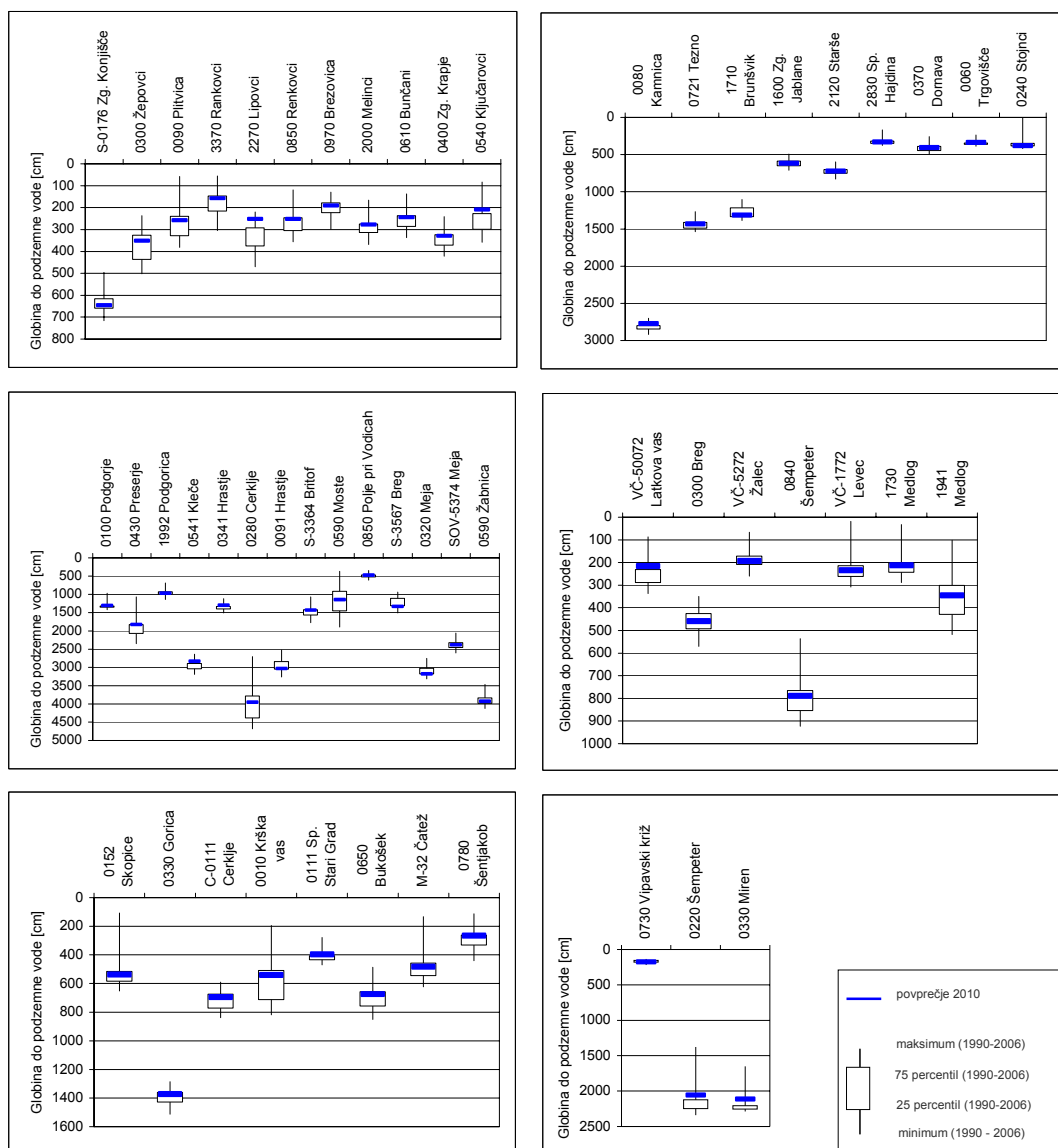 S-0176 Zg. Konjišče
0300 Žepovci
0090 Plitvica
3370 Rankovci
2270 Lipovci
0850 Renkovci
0970 Brezovica
2000 Melinci
0610 Bunčani
0400 Zg. Krapje
0540 Ključarovci
Globina do podzemne vode [cm]
0
100
200
300
400
500
600
700
800
0080
Kamnica
0721 Tezno
1710
Brunšvik
1600 Zg.
Jablane
2120 Starše
2830 Sp.
Hajdina
0370
Dornava
0060
Trgovišče
0240 Stojnci
Globina do podzemne vode [cm]
0
500
1000
1500
2000
2500
3000
0100 Podgorje
0430 Preserje
1992 Podgorica
0541 Kleče
0341 Hrastje
0280 Cerklje
0091 Hrastje
S-3364 Britof
0590 Moste
0850 Polje pri Vodicah
S-3567 Breg
0320 Meja
SOV-5374 Meja
0590 Žabnica
Globina do podzemne vode [cm]
0
500
1000
1500
2000
2500
3000
3500
4000
4500
5000
VČ-50072
Latkova vas
0300 Breg
VČ-5272
Žalec
0840
Šempeter
VČ-1772
Levec
1730
Medlog
1941
Medlog
Globina do podzemne vode [cm]
0
100
200
300
400
500
600
700
800
900
1000
0152
Skopice
0330 Gorica
C-0111
Cerklje
0010 Krška
vas
0111 Sp.
Stari Grad
0650
Bukošek
M-32 Čatež
0780
Šentjakob
Globina do podzemne vode [cm]
0
200
400
600
800
1000
1200
1400
1600
0730 Vipavski križ
0220 Šempeter
0330 Miren
Globina do podzemne vode [cm]
0
500
1000
1500
2000
2500
povprečje 2010
maksimum (1990-2006)
75 percentil (1990-2006)
25 percentil (1990-2006)
minimum (1990 - 2006)